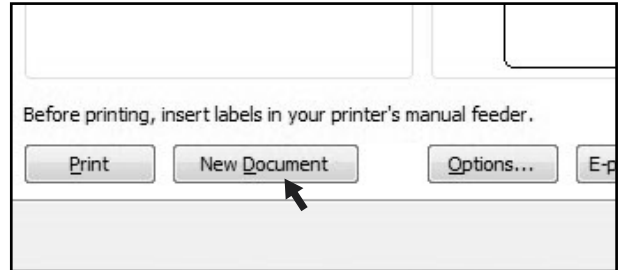 Before printing, insert labels in your printer's manual feeder.
Print New Document Options...